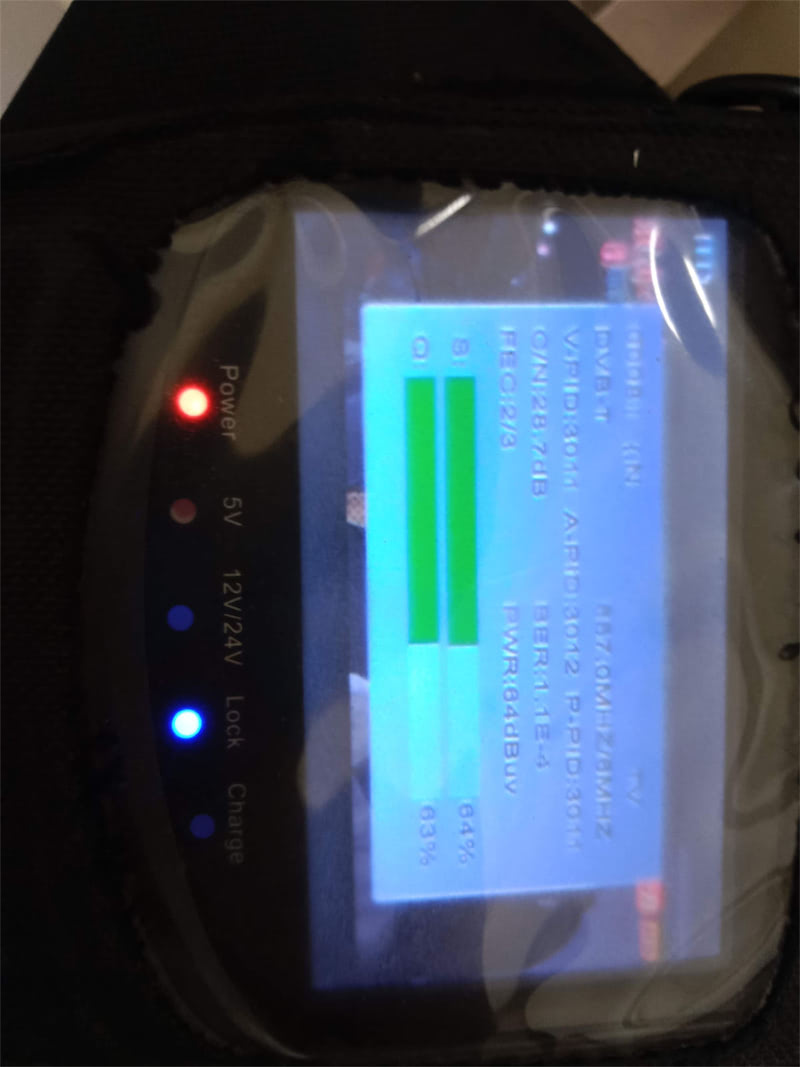 TV
DVB-T
V.PID:3011 A.PID:3012 P-PID:3011
C/N:28.7dB BER:1.1E-4
FEC:2/3 PWR:64dBuv
S: 64%
Q: 63%
Power 5V 12V/24V Lock Charge